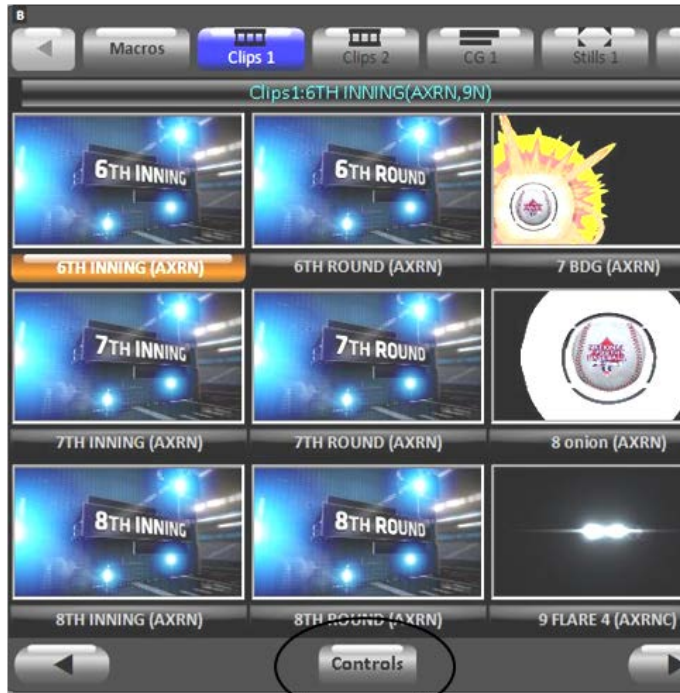 B
Macros Clips 1 Clips 2 CG 1 Stills 1
Clips1:6TH INNING(AXRN,9N)
6TH INNING 6TH ROUND
6TH INNING (AXRN) 6TH ROUND (AXRN) 7 BDG (AXRN)
7TH INNING 7TH ROUND
7TH INNING (AXRN) 7TH ROUND (AXRN) 8 onion (AXRN)
8TH INNING 8TH ROUND
8TH INNING (AXRN) 8TH ROUND (AXRN) 9 FLARE 4 (AXRNC)
Controls